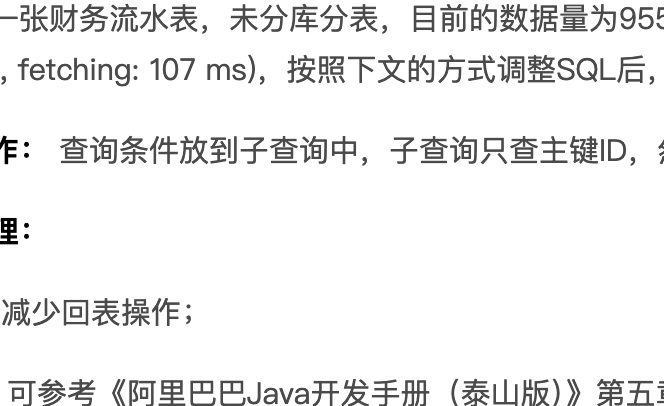 一张财务流水表，未分库分表，目前的数据量为955
, fetching: 107 ms)，按照下文的方式调整SQL后，
作： 查询条件放到子查询中，子查询只查主键ID，
理：
减少回表操作；
可参考《阿里巴巴Java开发手册（泰山版）》第五